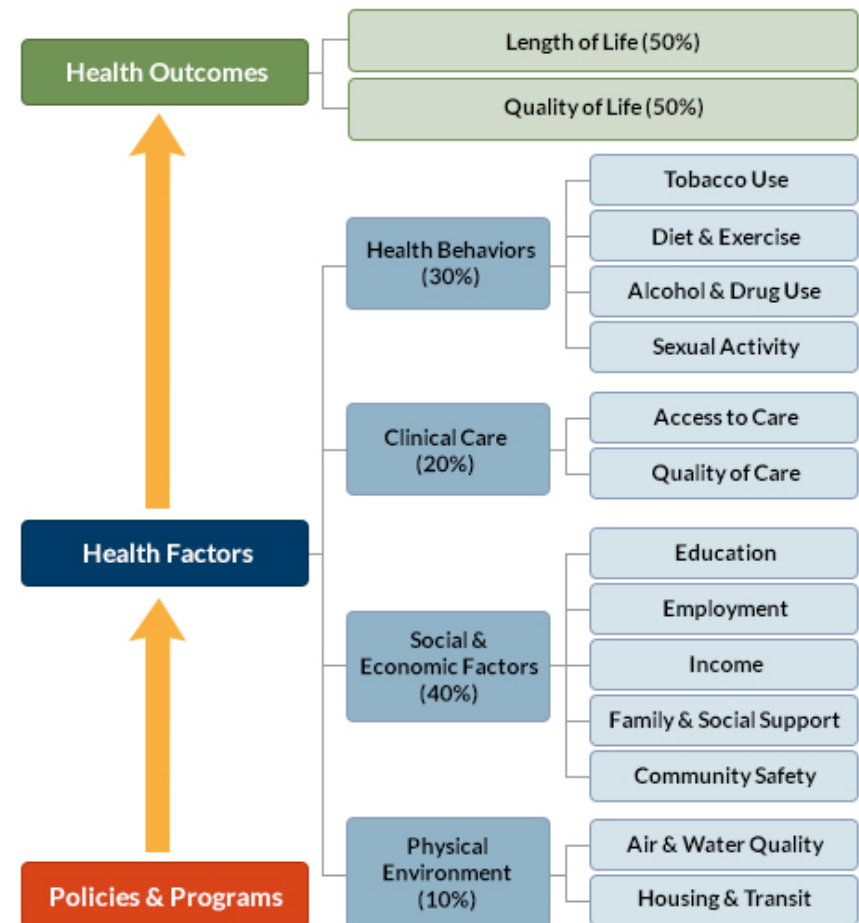 Health Outcomes
Length of Life (50%)
Quality of Life (50%)
Health Factors
Health Behaviors
(30%)
Tobacco Use
Diet & Exercise
Alcohol & Drug Use
Sexual Activity
Clinical Care
(20%)
Access to Care
Quality of Care
Social &
Economic Factors
(40%)
Education
Employment
Income
Family & Social Support
Community Safety
Physical
Environment
(10%)
Air & Water Quality
Housing & Transit
Policies & Programs